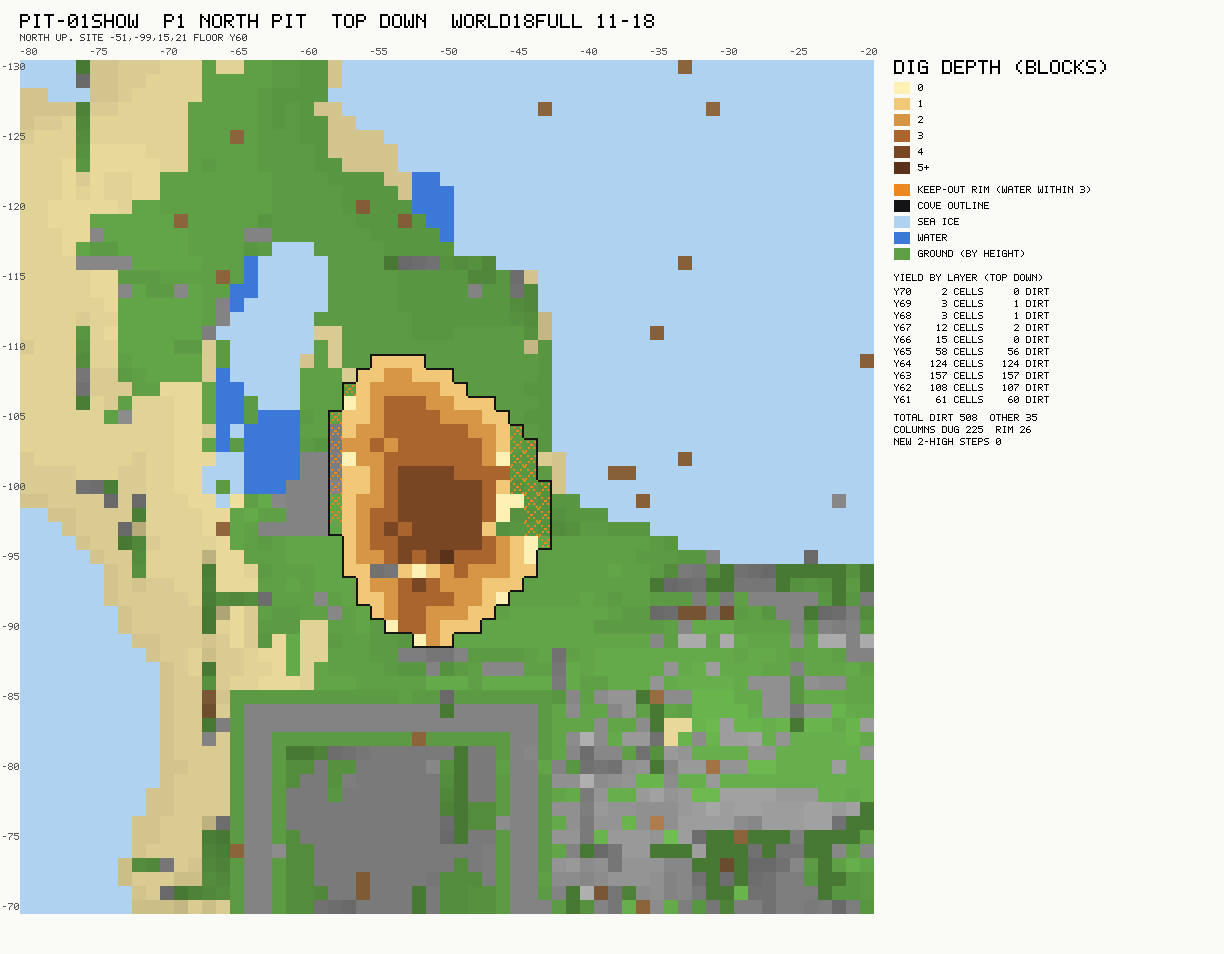 PIT-01SHOW  P1 NORTH PIT  TOP DOWN  WORLD18FULL 11-18
NORTH UP. SITE -51,-99,15,21 FLOOR Y60
-80 -75 -70 -65 -60 -55 -50 -45 -40 -35 -30 -25 -20
-130
-125
-120
-115
-110
-105
-100
-95
-90
-85
-80
-75
-70
DIG DEPTH (BLOCKS)
0
1
2
3
4
5+
KEEP-OUT RIM (WATER WITHIN 3)
COVE OUTLINE
SEA ICE
WATER
GROUND (BY HEIGHT)
YIELD BY LAYER (TOP DOWN)
Y70 2 CELLS 0 DIRT
Y69 3 CELLS 1 DIRT
Y68 3 CELLS 1 DIRT
Y67 12 CELLS 2 DIRT
Y66 15 CELLS 0 DIRT
Y65 58 CELLS 56 DIRT
Y64 124 CELLS 124 DIRT
Y63 157 CELLS 157 DIRT
Y62 108 CELLS 107 DIRT
Y61 61 CELLS 60 DIRT
TOTAL DIRT 508  OTHER 35
COLUMNS DUG 225  RIM 26
NEW 2-HIGH STEPS 0